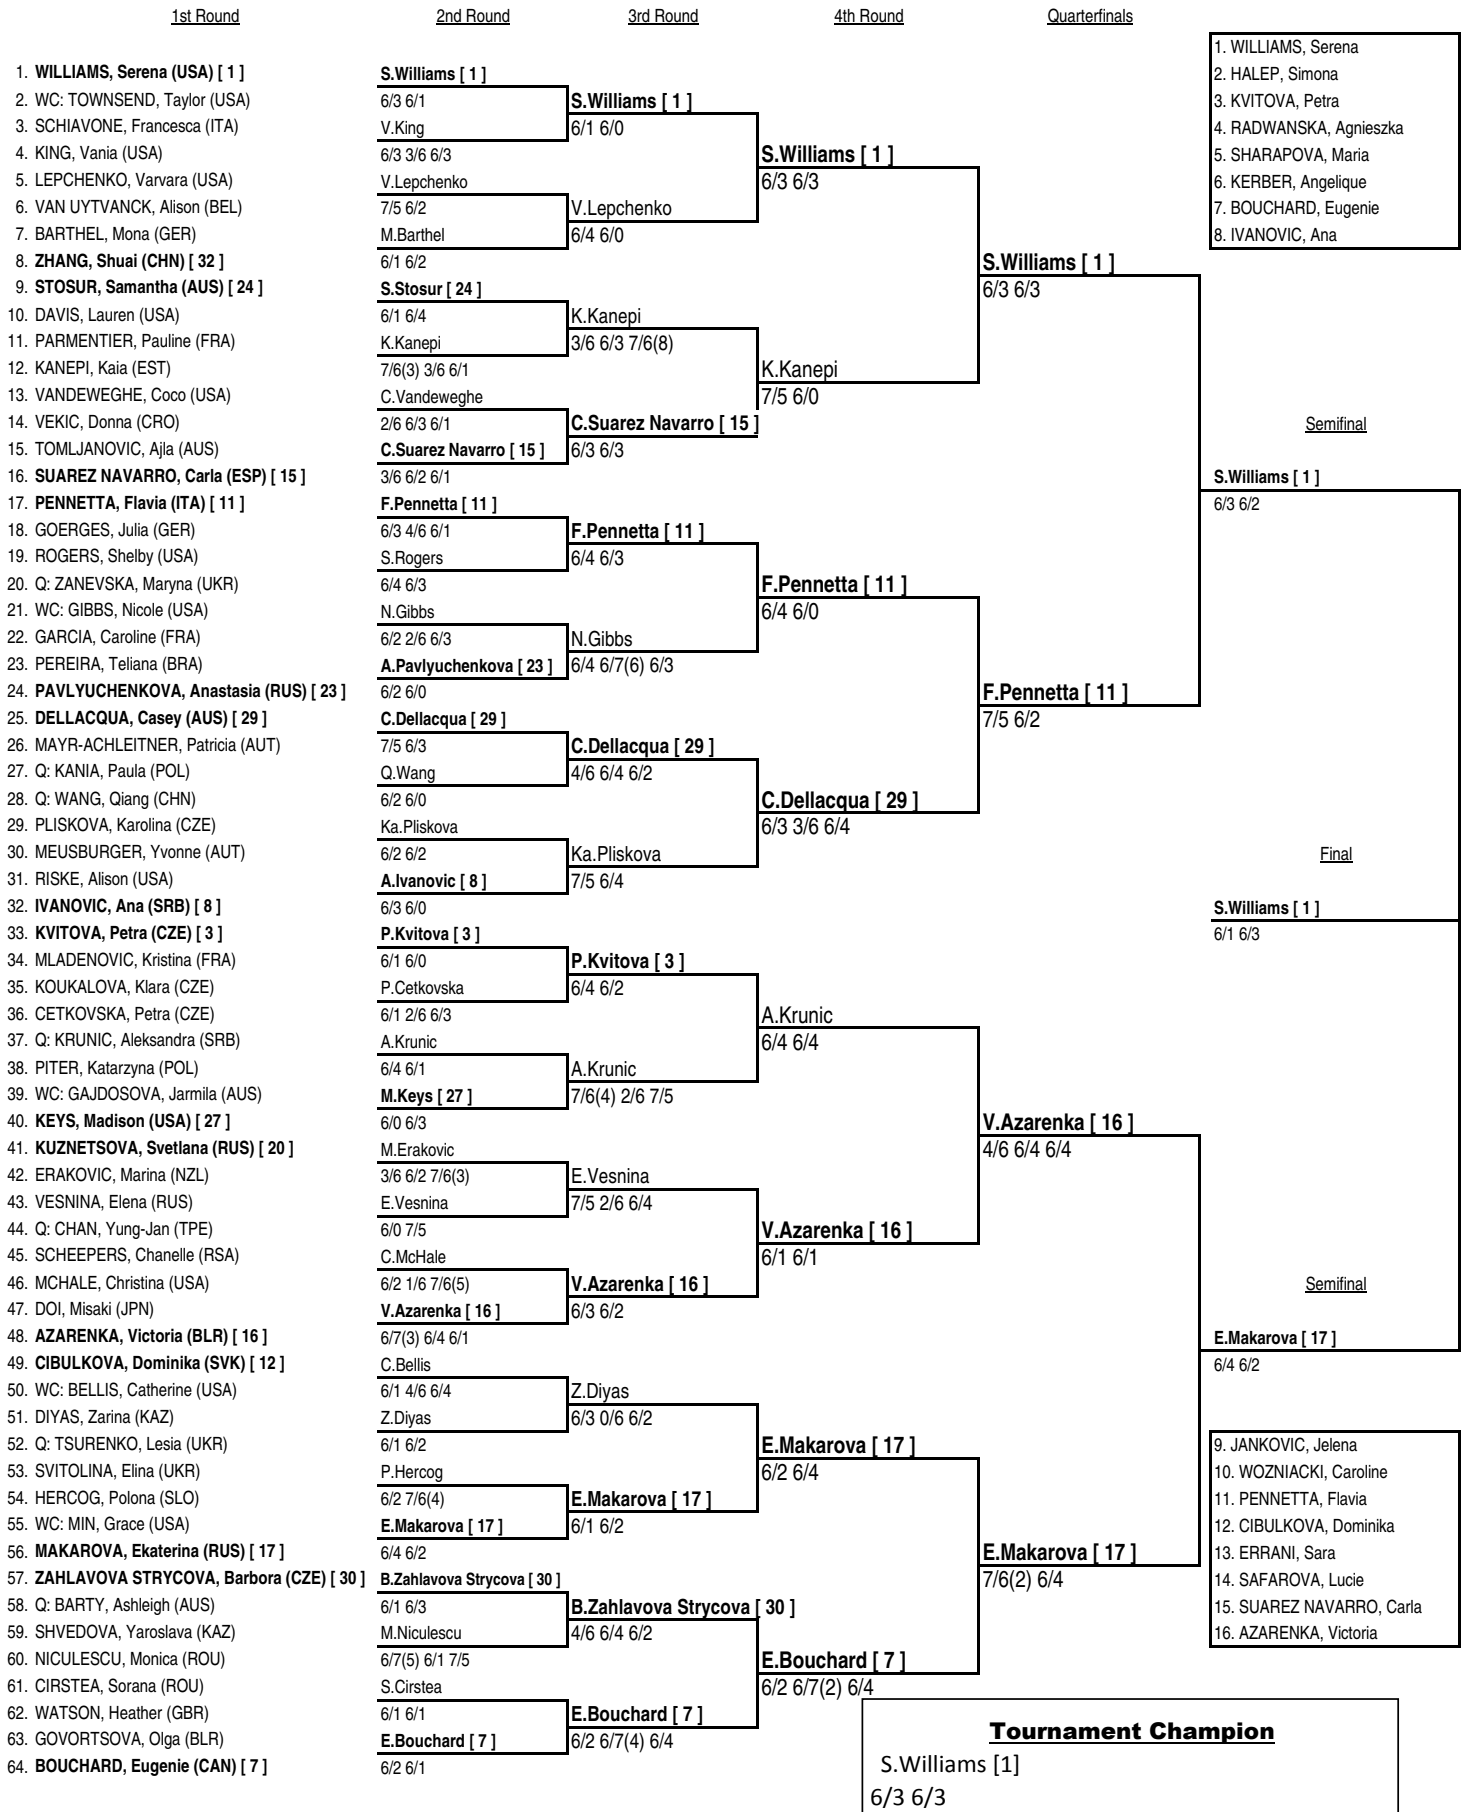 1st Round
2nd Round
3rd Round
4th Round
Quarterfinals
1. WILLIAMS, Serena (USA) [ 1 ]
2. WC: TOWNSEND, Taylor (USA)
3. SCHIAVONE, Francesca (ITA)
4. KING, Vania (USA)
5. LEPCHENKO, Varvara (USA)
6. VAN UYTVANCK, Alison (BEL)
7. BARTHEL, Mona (GER)
8. ZHANG, Shuai (CHN) [ 32 ]
9. STOSUR, Samantha (AUS) [ 24 ]
10. DAVIS, Lauren (USA)
11. PARMENTIER, Pauline (FRA)
12. KANEPI, Kaia (EST)
13. VANDEWEGHE, Coco (USA)
14. VEKIC, Donna (CRO)
15. TOMLJANOVIC, Ajla (AUS)
16. SUAREZ NAVARRO, Carla (ESP) [ 15 ]
17. PENNETTA, Flavia (ITA) [ 11 ]
18. GOERGES, Julia (GER)
19. ROGERS, Shelby (USA)
20. Q: ZANEVSKA, Maryna (UKR)
21. WC: GIBBS, Nicole (USA)
22. GARCIA, Caroline (FRA)
23. PEREIRA, Teliana (BRA)
24. PAVLYUCHENKOVA, Anastasia (RUS) [ 23 ]
25. DELLACQUA, Casey (AUS) [ 29 ]
26. MAYR-ACHLEITNER, Patricia (AUT)
27. Q: KANIA, Paula (POL)
28. Q: WANG, Qiang (CHN)
29. PLISKOVA, Karolina (CZE)
30. MEUSBURGER, Yvonne (AUT)
31. RISKE, Alison (USA)
32. IVANOVIC, Ana (SRB) [ 8 ]
33. KVITOVA, Petra (CZE) [ 3 ]
34. MLADENOVIC, Kristina (FRA)
35. KOUKALOVA, Klara (CZE)
36. CETKOVSKA, Petra (CZE)
37. Q: KRUNIC, Aleksandra (SRB)
38. PITER, Katarzyna (POL)
39. WC: GAJDOSOVA, Jarmila (AUS)
40. KEYS, Madison (USA) [ 27 ]
41. KUZNETSOVA, Svetlana (RUS) [ 20 ]
42. ERAKOVIC, Marina (NZL)
43. VESNINA, Elena (RUS)
44. Q: CHAN, Yung-Jan (TPE)
45. SCHEEPERS, Chanelle (RSA)
46. MCHALE, Christina (USA)
47. DOI, Misaki (JPN)
48. AZARENKA, Victoria (BLR) [ 16 ]
49. CIBULKOVA, Dominika (SVK) [ 12 ]
50. WC: BELLIS, Catherine (USA)
51. DIYAS, Zarina (KAZ)
52. Q: TSURENKO, Lesia (UKR)
53. SVITOLINA, Elina (UKR)
54. HERCOG, Polona (SLO)
55. WC: MIN, Grace (USA)
56. MAKAROVA, Ekaterina (RUS) [ 17 ]
57. ZAHLAVOVA STRYCOVA, Barbora (CZE) [ 30 ]
58. Q: BARTY, Ashleigh (AUS)
59. SHVEDOVA, Yaroslava (KAZ)
60. NICULESCU, Monica (ROU)
61. CIRSTEA, Sorana (ROU)
62. WATSON, Heather (GBR)
63. GOVORTSOVA, Olga (BLR)
64. BOUCHARD, Eugenie (CAN) [ 7 ]
S.Williams [ 1 ]
6/3 6/1
V.King
6/3 3/6 6/3
V.Lepchenko
7/5 6/2
M.Barthel
6/1 6/2
S.Stosur [ 24 ]
6/1 6/4
K.Kanepi
7/6(3) 3/6 6/1
C.Vandeweghe
2/6 6/3 6/1
C.Suarez Navarro [ 15 ]
3/6 6/2 6/1
F.Pennetta [ 11 ]
6/3 4/6 6/1
S.Rogers
6/4 6/3
N.Gibbs
6/2 2/6 6/3
A.Pavlyuchenkova [ 23 ]
6/2 6/0
C.Dellacqua [ 29 ]
7/5 6/3
Q.Wang
6/2 6/0
Ka.Pliskova
6/2 6/2
A.Ivanovic [ 8 ]
6/3 6/0
P.Kvitova [ 3 ]
6/1 6/0
P.Cetkovska
6/1 2/6 6/3
A.Krunic
6/4 6/1
M.Keys [ 27 ]
6/0 6/3
M.Erakovic
3/6 6/2 7/6(3)
E.Vesnina
6/0 7/5
C.McHale
6/2 1/6 7/6(5)
V.Azarenka [ 16 ]
6/7(3) 6/4 6/1
C.Bellis
6/1 4/6 6/4
Z.Diyas
6/1 6/2
P.Hercog
6/2 7/6(4)
E.Makarova [ 17 ]
6/4 6/2
B.Zahlavova Strycova [ 30 ]
6/1 6/3
M.Niculescu
6/7(5) 6/1 7/5
S.Cirstea
6/1 6/1
E.Bouchard [ 7 ]
6/2 6/1
S.Williams [ 1 ]
6/1 6/0
V.Lepchenko
6/4 6/0
K.Kanepi
3/6 6/3 7/6(8)
C.Suarez Navarro [ 15 ]
6/3 6/3
F.Pennetta [ 11 ]
6/4 6/3
N.Gibbs
6/4 6/7(6) 6/3
C.Dellacqua [ 29 ]
4/6 6/4 6/2
Ka.Pliskova
7/5 6/4
P.Kvitova [ 3 ]
6/4 6/2
A.Krunic
7/6(4) 2/6 7/5
E.Vesnina
7/5 2/6 6/4
V.Azarenka [ 16 ]
6/3 6/2
Z.Diyas
6/3 0/6 6/2
E.Makarova [ 17 ]
6/1 6/2
B.Zahlavova Strycova [ 30 ]
4/6 6/4 6/2
E.Bouchard [ 7 ]
6/2 6/7(4) 6/4
S.Williams [ 1 ]
6/3 6/3
K.Kanepi
7/5 6/0
F.Pennetta [ 11 ]
6/4 6/0
C.Dellacqua [ 29 ]
6/3 3/6 6/4
A.Krunic
6/4 6/4
V.Azarenka [ 16 ]
6/1 6/1
E.Makarova [ 17 ]
6/2 6/4
E.Bouchard [ 7 ]
6/2 6/7(2) 6/4
S.Williams [ 1 ]
6/3 6/3
F.Pennetta [ 11 ]
7/5 6/2
V.Azarenka [ 16 ]
4/6 6/4 6/4
E.Makarova [ 17 ]
7/6(2) 6/4
1. WILLIAMS, Serena
2. HALEP, Simona
3. KVITOVA, Petra
4. RADWANSKA, Agnieszka
5. SHARAPOVA, Maria
6. KERBER, Angelique
7. BOUCHARD, Eugenie
8. IVANOVIC, Ana
Semifinal
S.Williams [ 1 ]
6/3 6/2
Final
S.Williams [ 1 ]
6/1 6/3
Semifinal
E.Makarova [ 17 ]
6/4 6/2
9. JANKOVIC, Jelena
10. WOZNIACKI, Caroline
11. PENNETTA, Flavia
12. CIBULKOVA, Dominika
13. ERRANI, Sara
14. SAFAROVA, Lucie
15. SUAREZ NAVARRO, Carla
16. AZARENKA, Victoria
Tournament Champion
S.Williams [1]
6/3 6/3